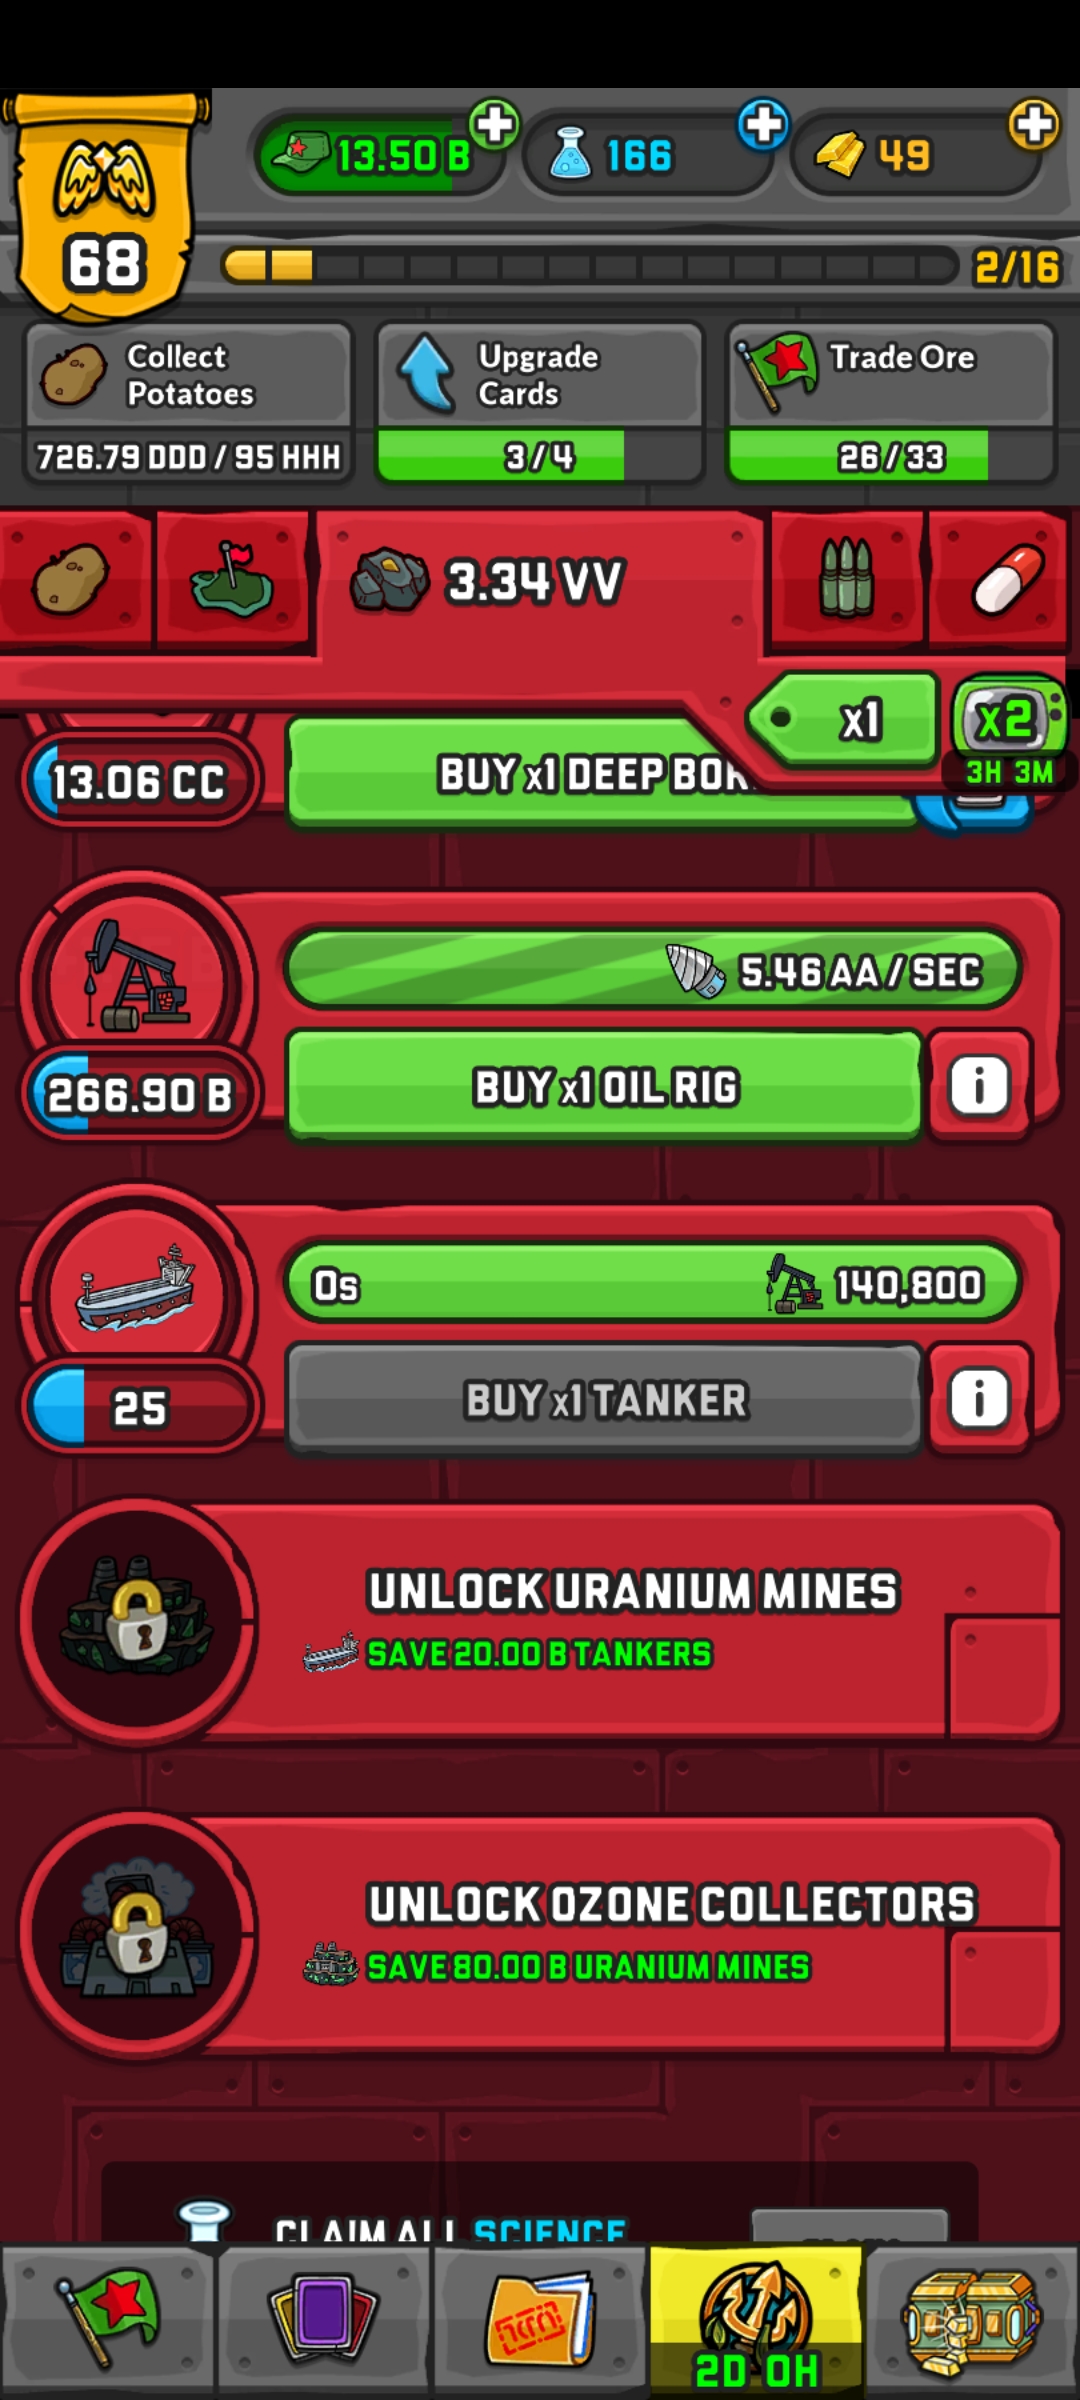 13.50 B
166
49
68
2/16
Collect
Potatoes
726.79 DDD / 95 HHH
Upgrade
Cards
3/4
Trade Ore
26/33
3.34 VV
x1
x2
3H 3M
13.06 CC
BUY x1 DEEP BOR
5.46 AA / SEC
266.90 B
BUY x1 OIL RIG
i
0s
140,800
25
BUY x1 TANKER
i
UNLOCK URANIUM MINES
SAVE 20.00 B TANKERS
UNLOCK OZONE COLLECTORS
SAVE 80.00 B URANIUM MINES
CLAIM ALL SCIENCE
2D 0H